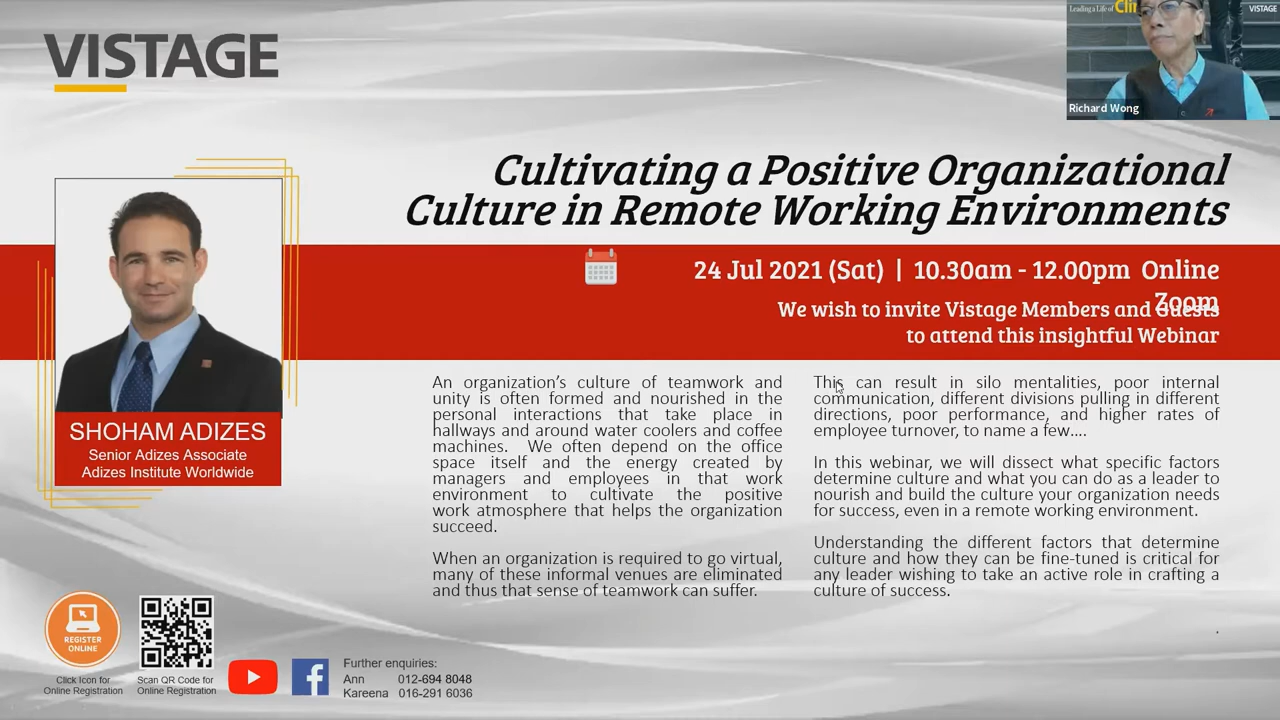 VISTAGE
Leading a Life of Cli
VISTAGE
Richard Wong
Cultivating a Positive Organizational
Culture in Remote Working Environments
24 Jul 2021 (Sat) | 10.30am - 12.00pm Online
Zoom
We wish to invite Vistage Members and Guests
to attend this insightful Webinar
SHOHAM ADIZES
Senior Adizes Associate
Adizes Institute Worldwide
An organization’s culture of teamwork and
unity is often formed and nourished in the
personal interactions that take place in
hallways and around water coolers and coffee
machines. We often depend on the office
space itself and the energy created by
managers and employees in that work
environment to cultivate the positive
work atmosphere that helps the organization
succeed.
When an organization is required to go virtual,
many of these informal venues are eliminated
and thus that sense of teamwork can suffer.
This can result in silo mentalities, poor internal
communication, different divisions pulling in different
directions, poor performance, and higher rates of
employee turnover, to name a few....
In this webinar, we will dissect what specific factors
determine culture and what you can do as a leader to
nourish and build the culture your organization needs
for success, even in a remote working environment.
Understanding the different factors that determine
culture and how they can be fine-tuned is critical for
any leader wishing to take an active role in crafting a
culture of success.
.
REGISTER
ONLINE
Click Icon for
Online Registration
Scan QR Code for
Online Registration
Further enquiries:
Ann 012-694 8048
Kareena 016-291 6036